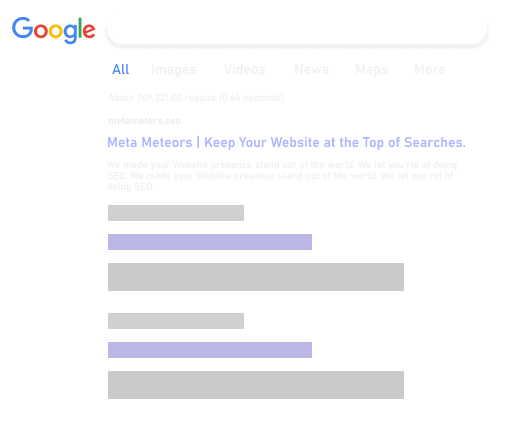 Google
All Images Videos News Maps More
About 749,321,80 results (0.64 seconds)
metametors.seo
Meta Meteors | Keep Your Website at the Top of Searches.
We made your Website presence stand out of the world. We let you rid of doing
SEO. We made your Website presence stand out of the world. We let you rid of
doing SEO